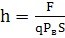 h = F / (qP_B S)